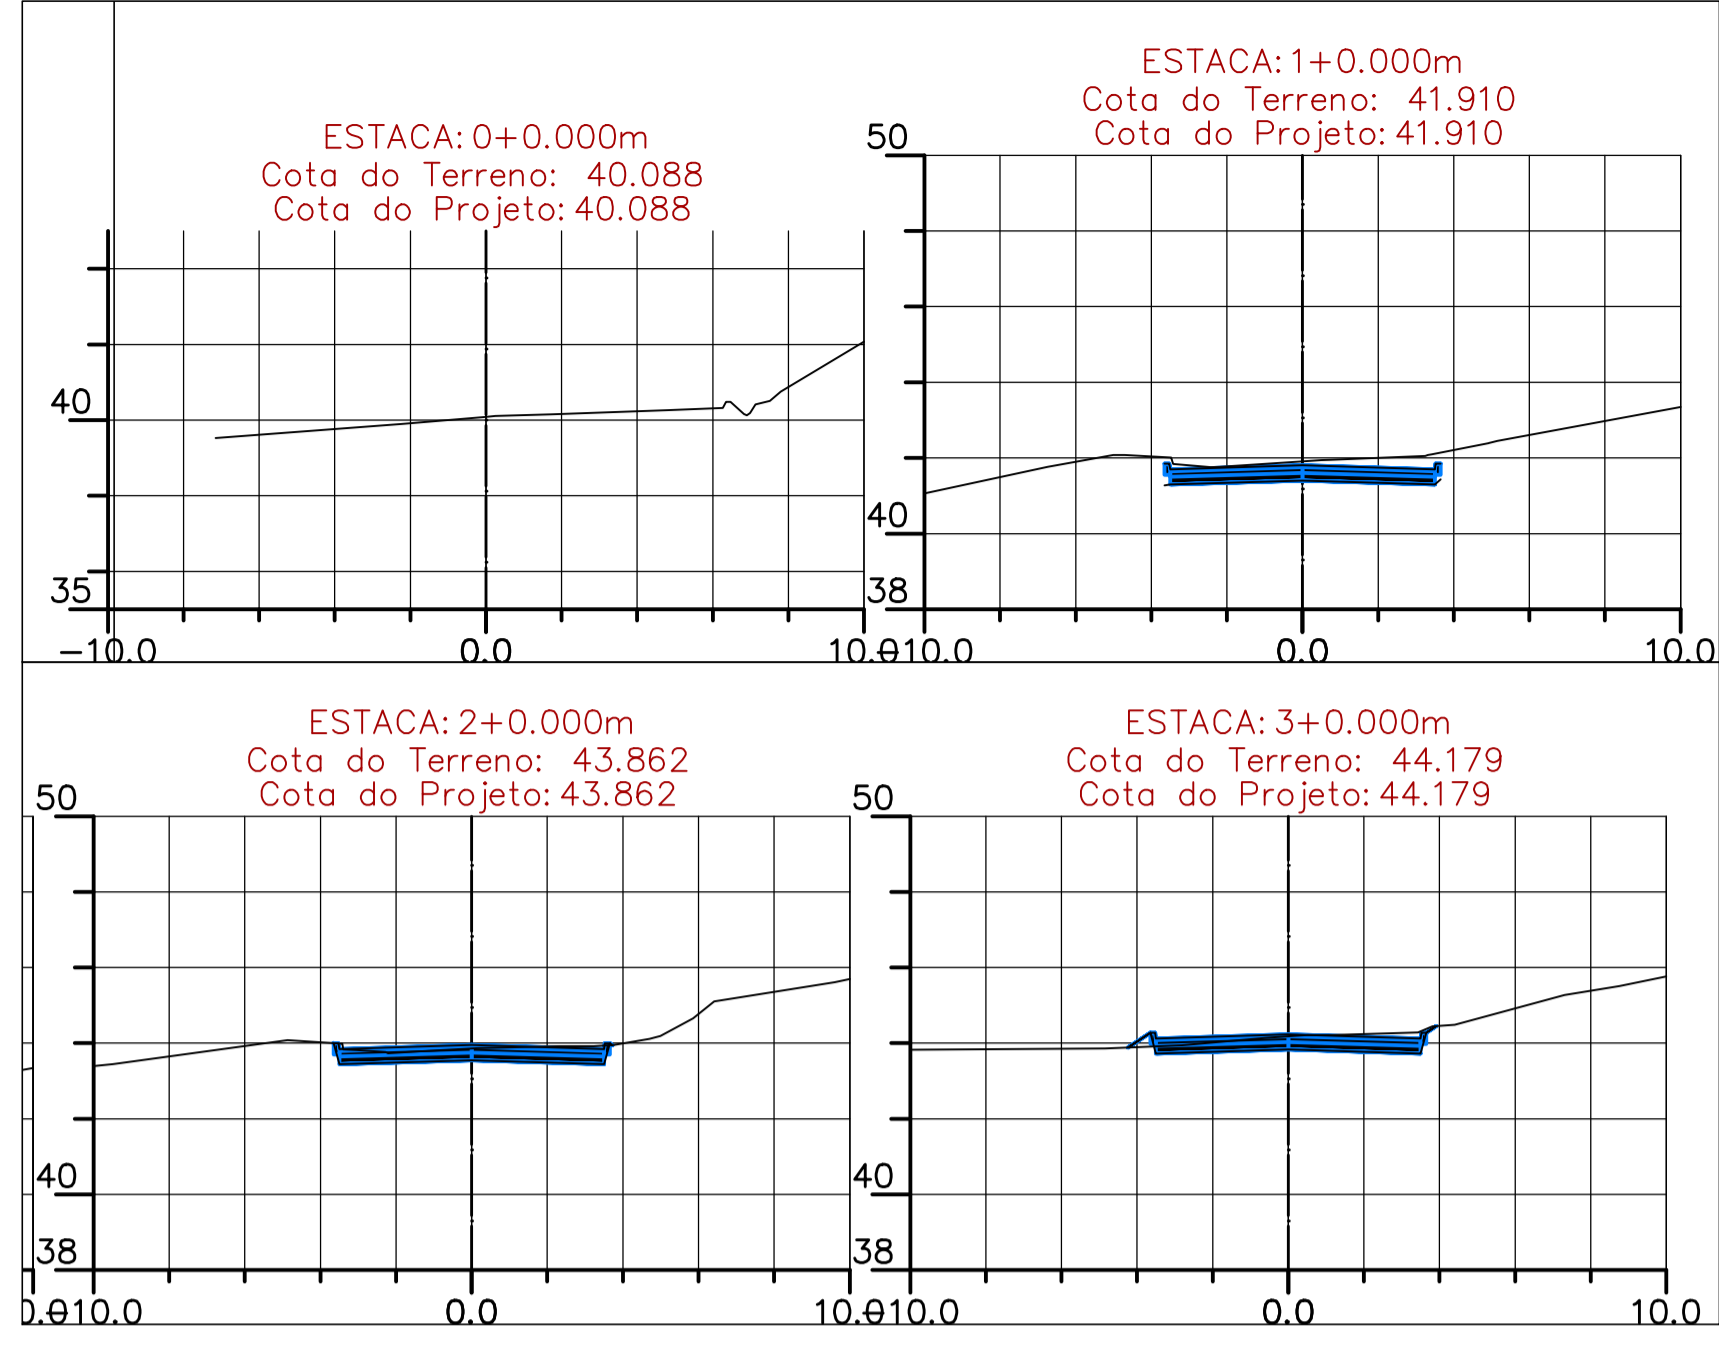 ESTACA: 0+0.000m
Cota do Terreno: 40.088
Cota do Projeto: 40.088
40
35
-10.0 0.0 10.0
ESTACA: 1+0.000m
Cota do Terreno: 41.910
Cota do Projeto: 41.910
50
40
38
-10.0 0.0 10.0
ESTACA: 2+0.000m
Cota do Terreno: 43.862
Cota do Projeto: 43.862
50
40
38
-10.0 0.0 10.0
ESTACA: 3+0.000m
Cota do Terreno: 44.179
Cota do Projeto: 44.179
50
40
38
-10.0 0.0 10.0